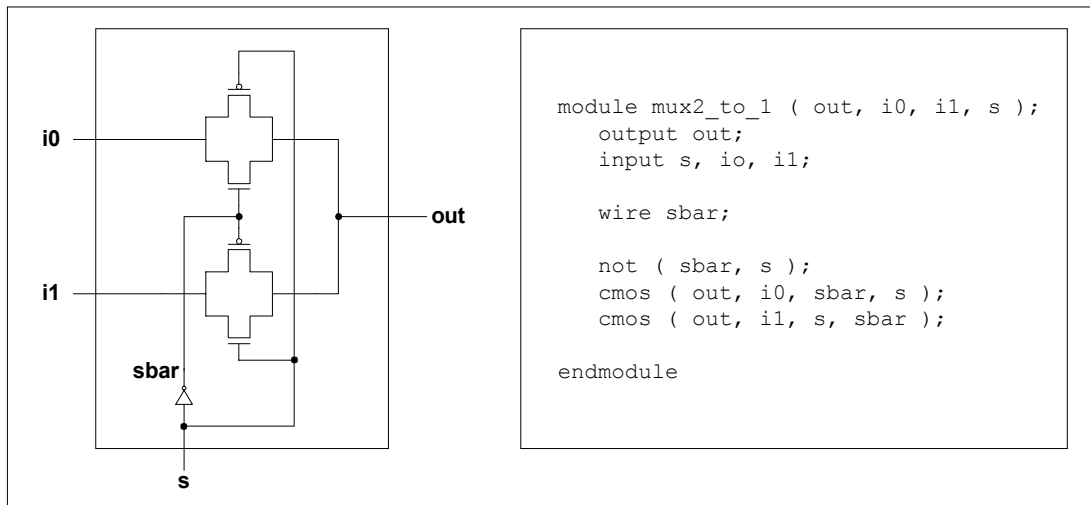 i0
i1
out
sbar
s
module mux2_to_1 ( out, i0, i1, s );
output out;
input s, io, i1;
wire sbar;
not ( sbar, s );
cmos ( out, i0, sbar, s );
cmos ( out, i1, s, sbar );
endmodule